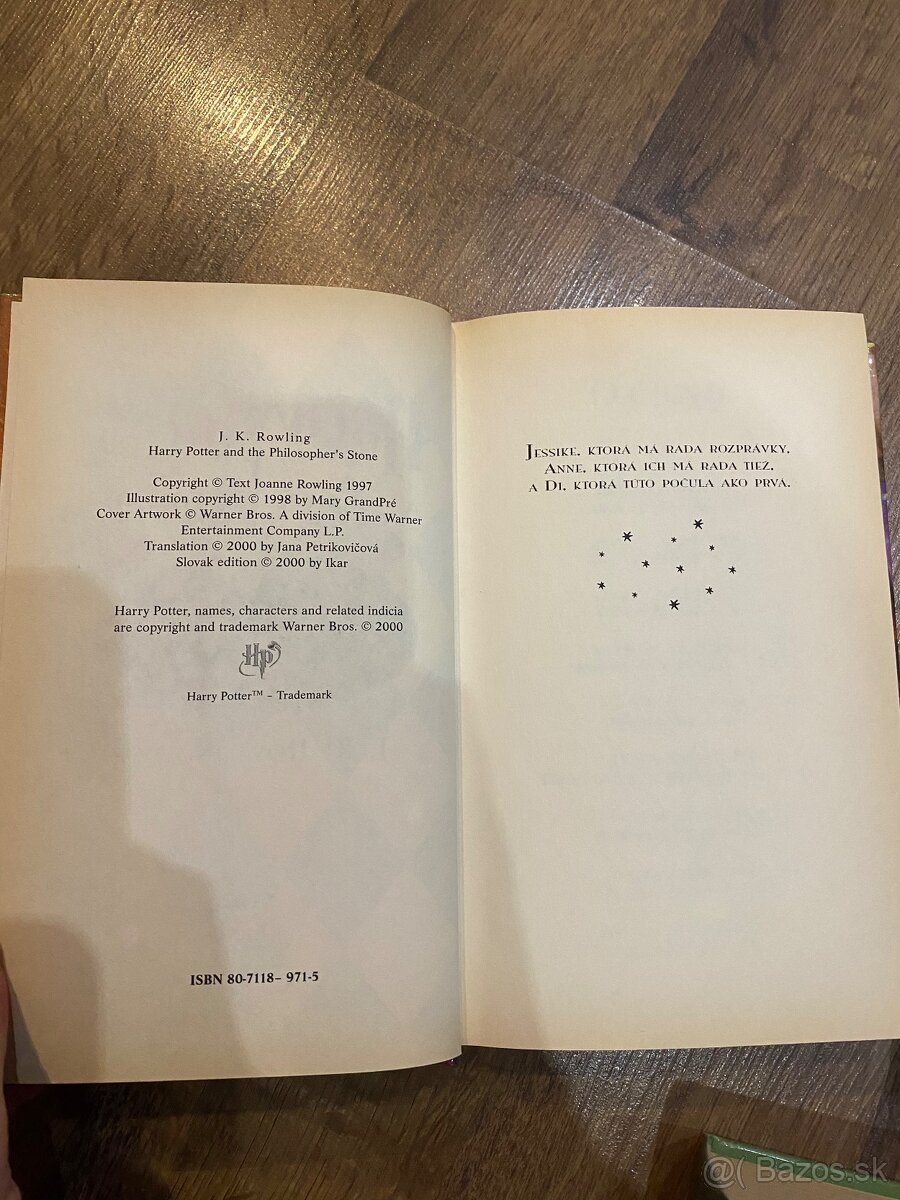 J. K. Rowling
Harry Potter and the Philosopher's Stone
Copyright © Text Joanne Rowling 1997
Illustration copyright © 1998 by Mary GrandPré
Cover Artwork © Warner Bros. A division of Time Warner
Entertainment Company L.P.
Translation © 2000 by Jana Petrikovičová
Slovak edition © 2000 by Ikar
Harry Potter, names, characters and related indicia
are copyright and trademark Warner Bros. © 2000
HP
Harry Potter™ – Trademark
ISBN 80-7118– 971-5
JESSIKE, KTORÁ MÁ RADA ROZPRÁVKY,
ANNE, KTORÁ ICH MÁ RADA TIEŽ,
A DI, KTORÁ TÚTO POČULA AKO PRVÁ.
@( Bazos.sk